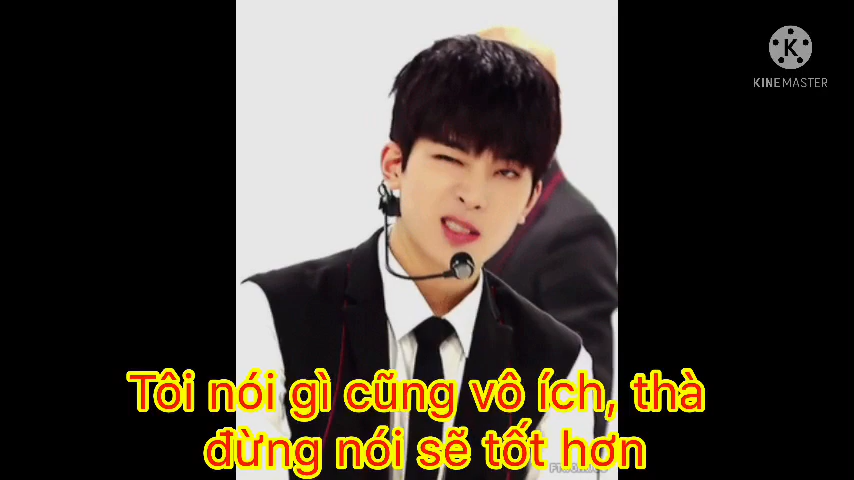 KINEMASTER
Tôi nói gì cũng vô ích, thà
đừng nói sẽ tốt hơn